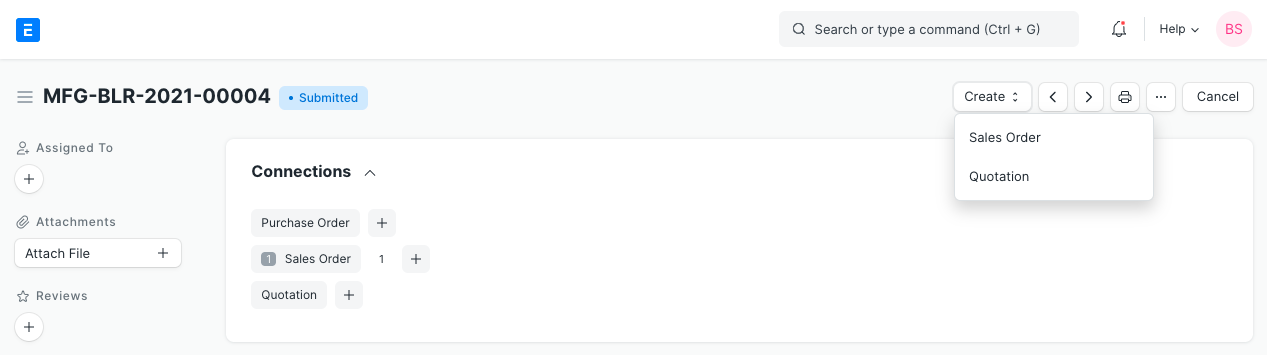 E
Search or type a command (Ctrl + G)
Help
BS
MFG-BLR-2021-00004
• Submitted
Create
...
Cancel
Sales Order
Quotation
Assigned To
+
Attachments
Attach File +
Reviews
+
Connections
Purchase Order +
1 Sales Order 1 +
Quotation +